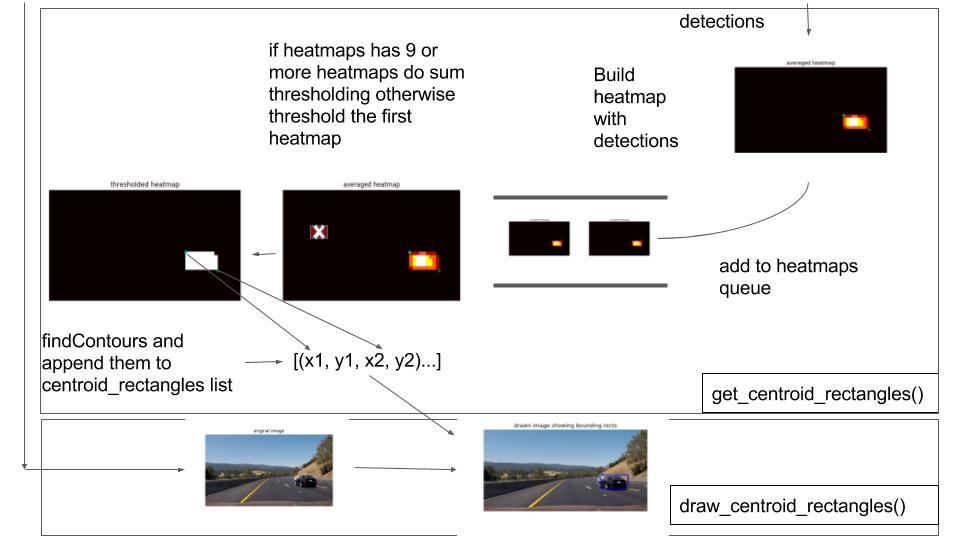 detections
averaged heatmap
if heatmaps has 9 or
more heatmaps do sum
thresholding otherwise
threshold the first
heatmap
Build
heatmap
with
detections
thresholded heatmap
averaged heatmap
add to heatmaps
queue
findContours and
append them to
centroid_rectangles list
[(x1, y1, x2, y2)...]
get_centroid_rectangles()
original image
drawn image showing bounding rects
draw_centroid_rectangles()